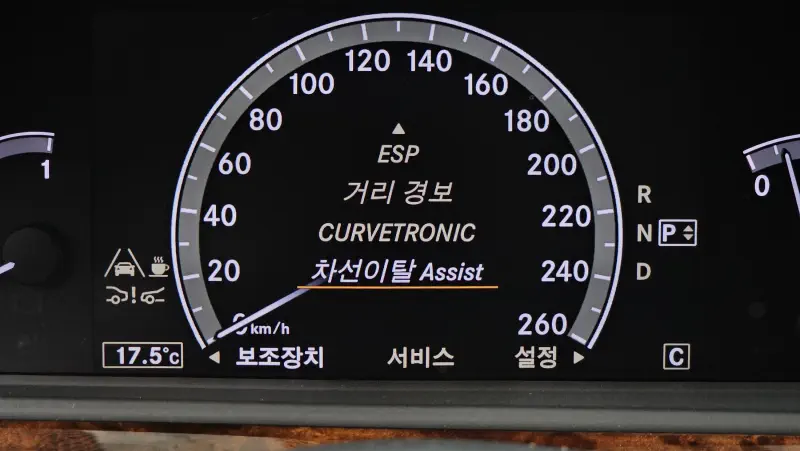 120 140
100 160
80 180
60 200
40 220
20 240
0 km/h 260
1
0
ESP
거리 경보
CURVETRONIC
차선이탈 Assist
R
N P
D
17.5°C
보조장치 서비스 설정
C